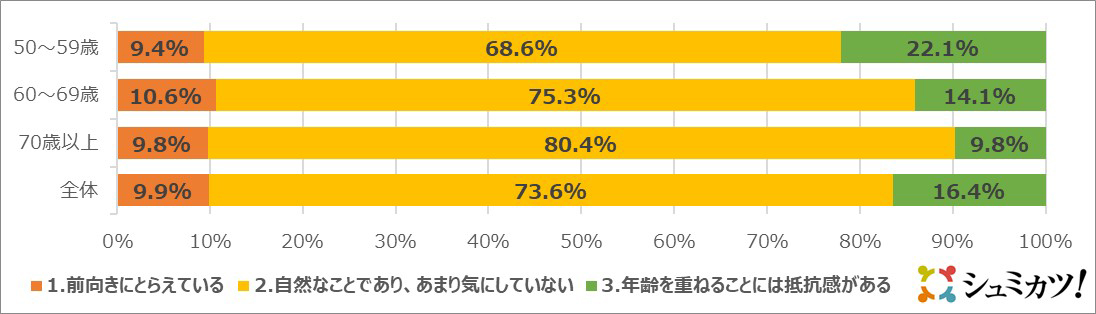 50～59歳 9.4% 68.6% 22.1%
60～69歳 10.6% 75.3% 14.1%
70歳以上 9.8% 80.4% 9.8%
全体 9.9% 73.6% 16.4%
0% 10% 20% 30% 40% 50% 60% 70% 80% 90% 100%
1.前向きにとらえている 2.自然なことであり、あまり気にしていない 3.年齢を重ねることには抵抗感がある シュミカツ!